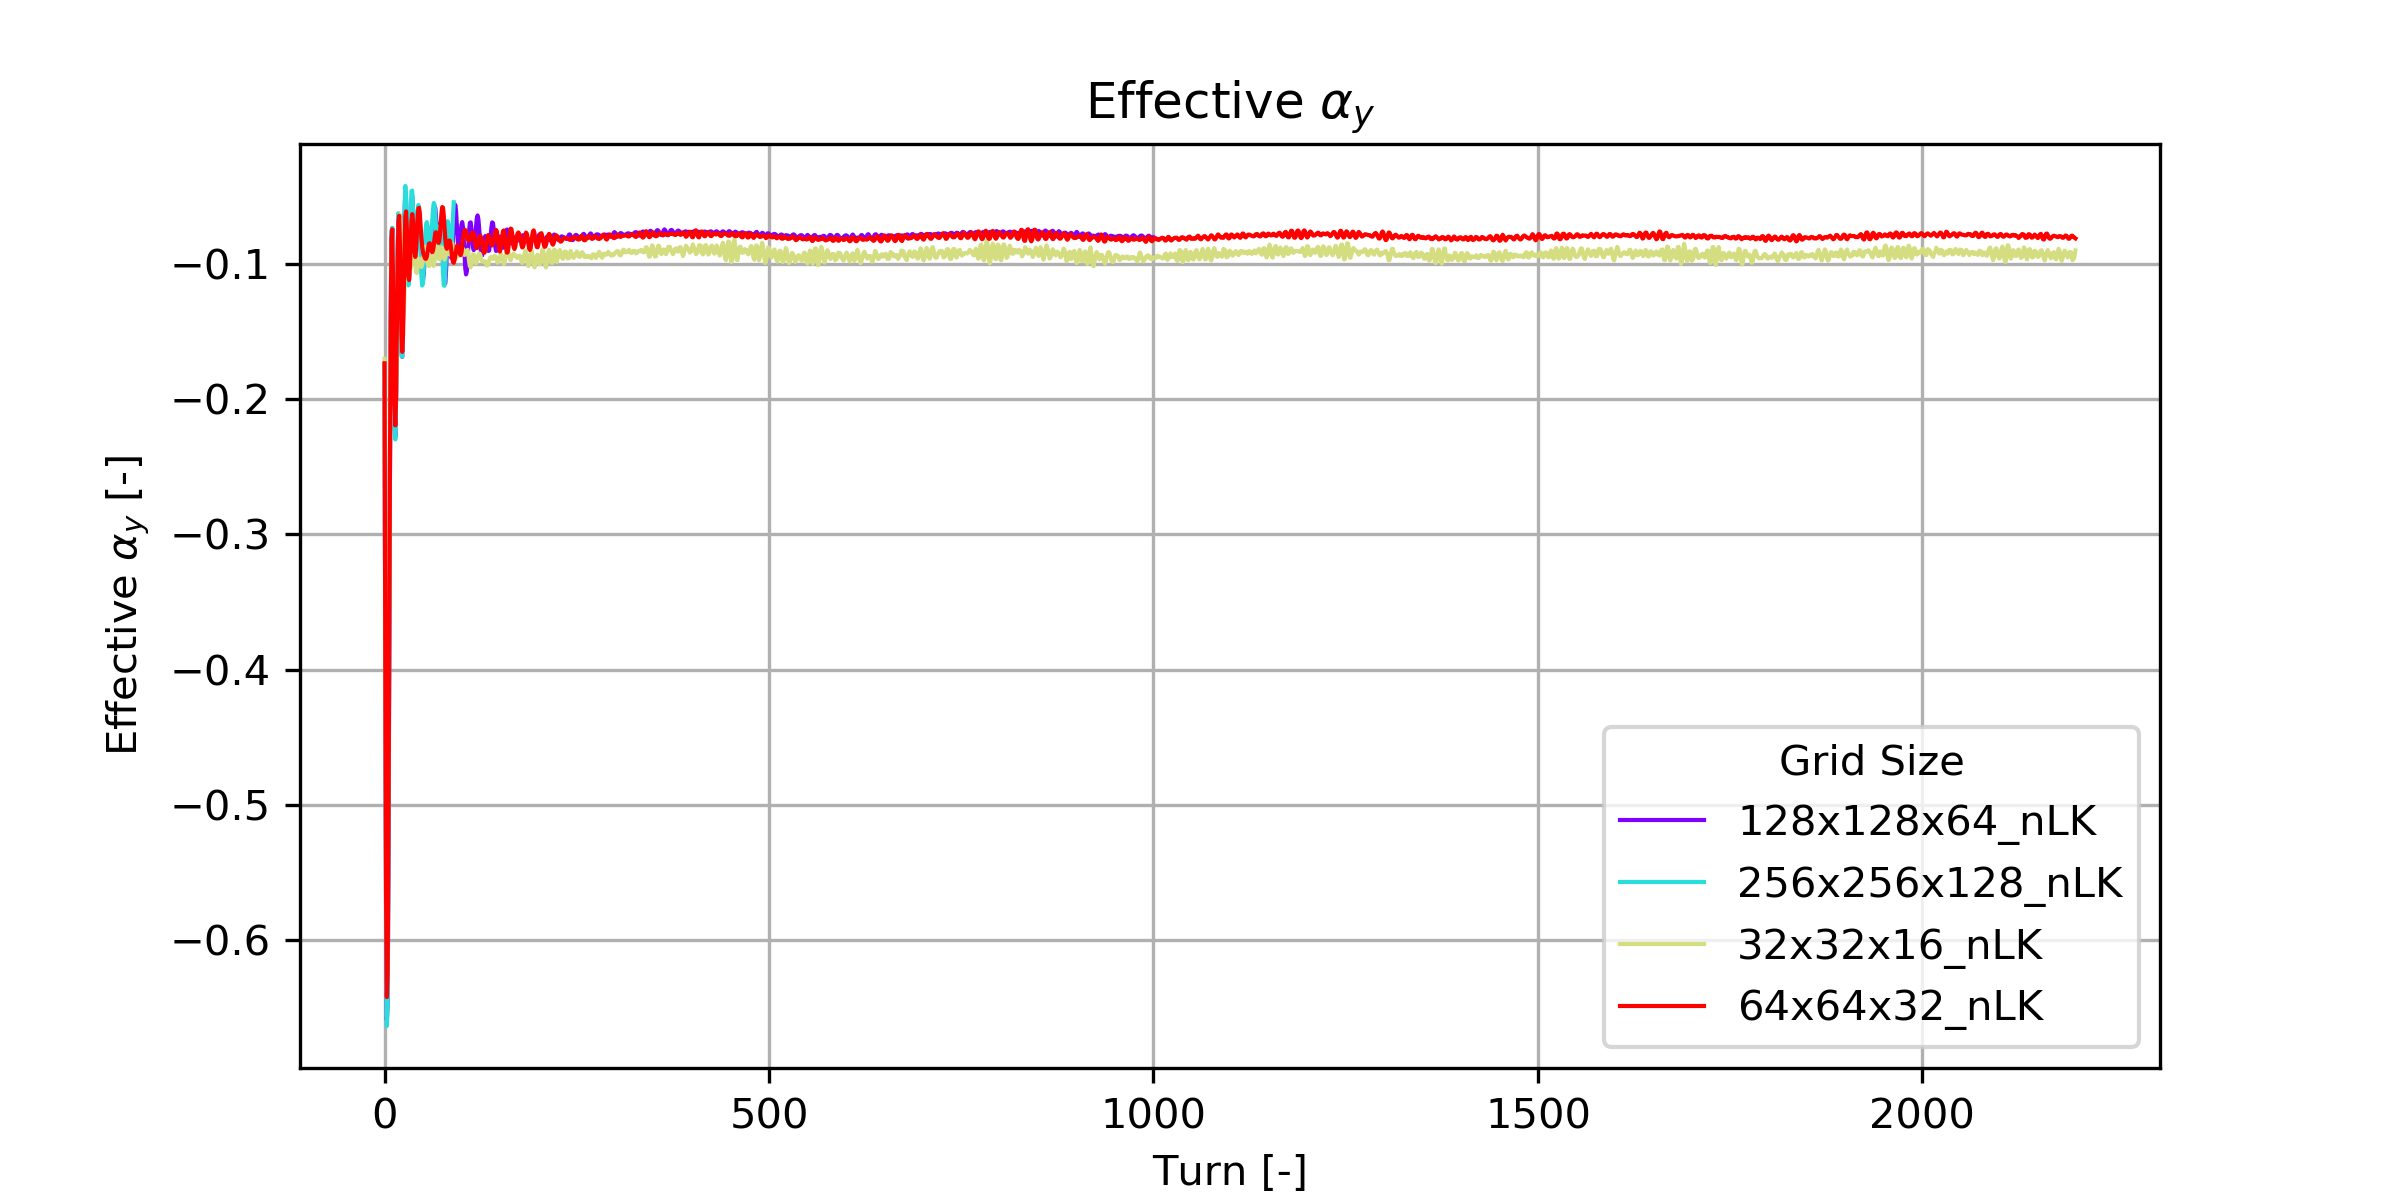 Effective αy
Effective αy [-]
−0.1
−0.2
−0.3
−0.4
−0.5
−0.6
0 500 1000 1500 2000
Turn [-]
Grid Size
128x128x64_nLK
256x256x128_nLK
32x32x16_nLK
64x64x32_nLK